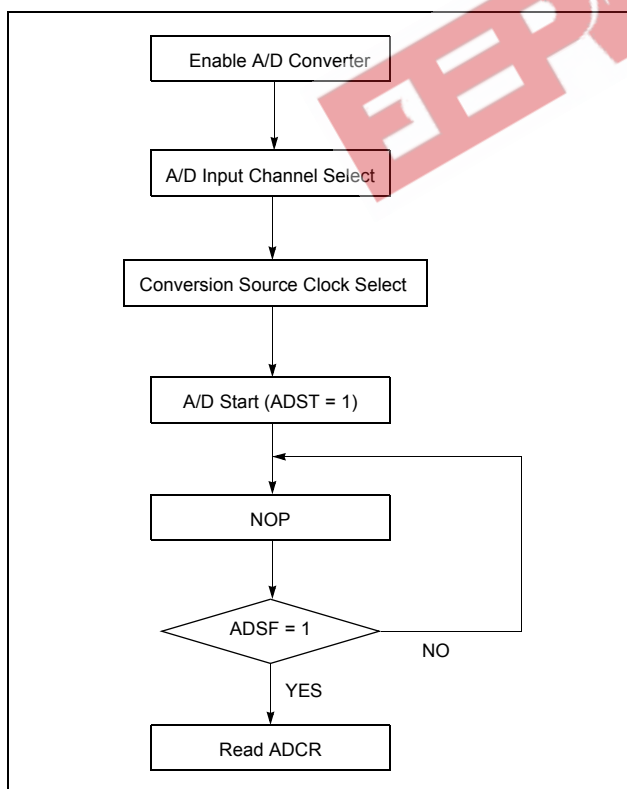 Enable A/D Converter
A/D Input Channel Select
Conversion Source Clock Select
A/D Start (ADST = 1)
NOP
ADSF = 1
NO
YES
Read ADCR